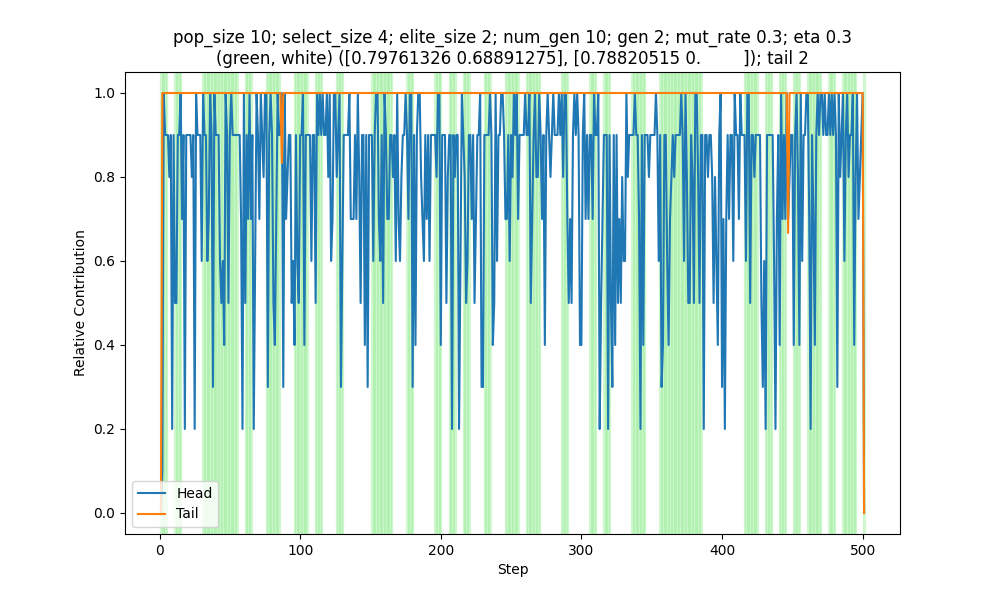 pop_size 10; select_size 4; elite_size 2; num_gen 10; gen 2; mut_rate 0.3; eta 0.3
(green, white) ([0.79761326 0.68891275], [0.78820515 0.        ]); tail 2
1.0
0.8
0.6
0.4
0.2
0.0
Relative Contribution
Head
Tail
0
100
200
300
400
500
Step